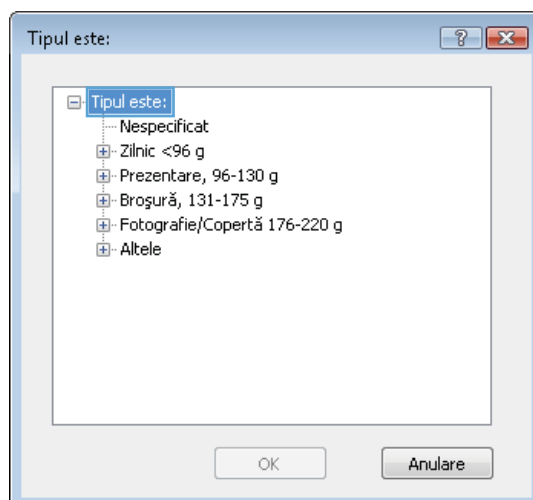 Tipul este:
Tipul este:
Nespecificat
Zilnic <96 g
Prezentare, 96-130 g
Broşură, 131-175 g
Fotografie/Copertă 176-220 g
Altele
OK
Anulare